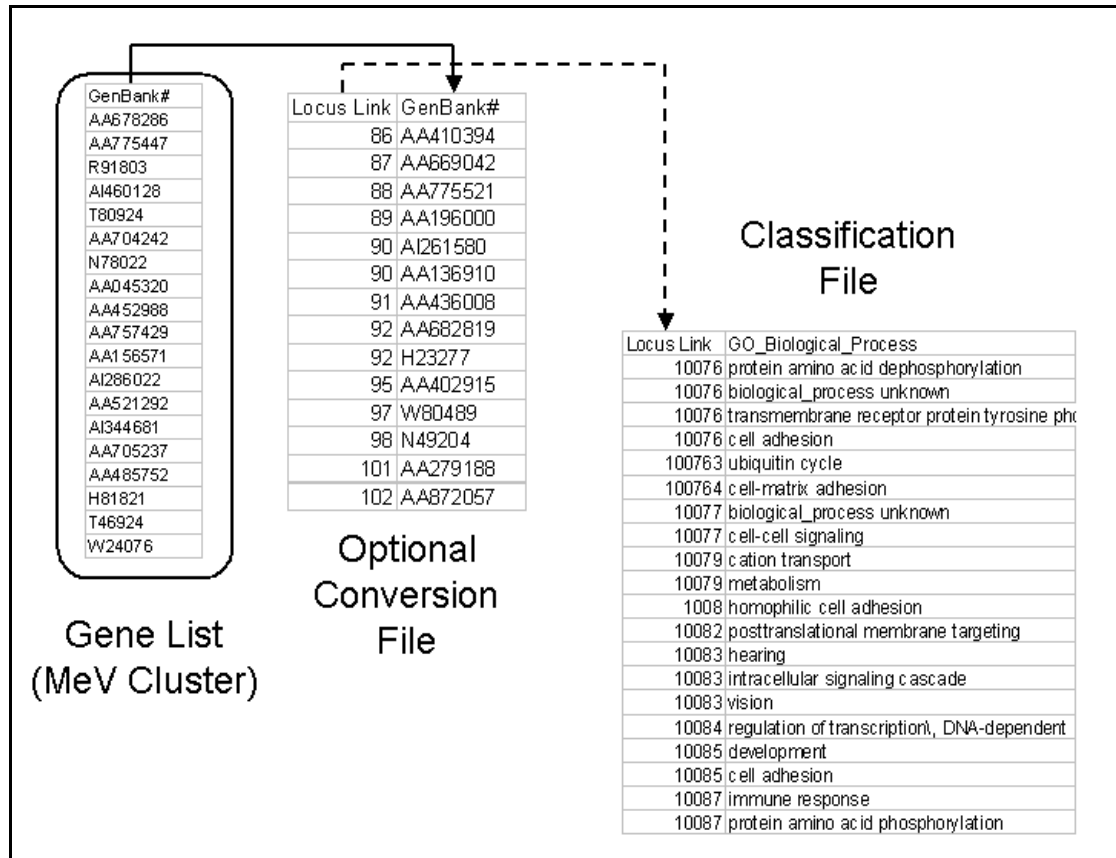 GenBank#
AA678286
AA775447
R91803
AI460128
T80924
AA704242
N78022
AA045320
AA452988
AA757429
AA156571
AI286022
AA521292
AI344681
AA705237
AA485752
H81821
T46924
W24076
Gene List
(MeV Cluster)
Locus Link GenBank#
86 AA410394
87 AA669042
88 AA775521
89 AA196000
90 AI261580
90 AA136910
91 AA436008
92 AA682819
92 H23277
95 AA402915
97 W80489
98 N49204
101 AA279188
102 AA872057
Optional
Conversion
File
Classification
File
Locus Link GO_Biological_Process
10076 protein amino acid dephosphorylation
10076 biological_process unknown
10076 transmembrane receptor protein tyrosine pho
10076 cell adhesion
100763 ubiquitin cycle
100764 cell-matrix adhesion
10077 biological_process unknown
10077 cell-cell signaling
10079 cation transport
10079 metabolism
1008 homophilic cell adhesion
10082 posttranslational membrane targeting
10083 hearing
10083 intracellular signaling cascade
10083 vision
10084 regulation of transcription\, DNA-dependent
10085 development
10085 cell adhesion
10087 immune response
10087 protein amino acid phosphorylation